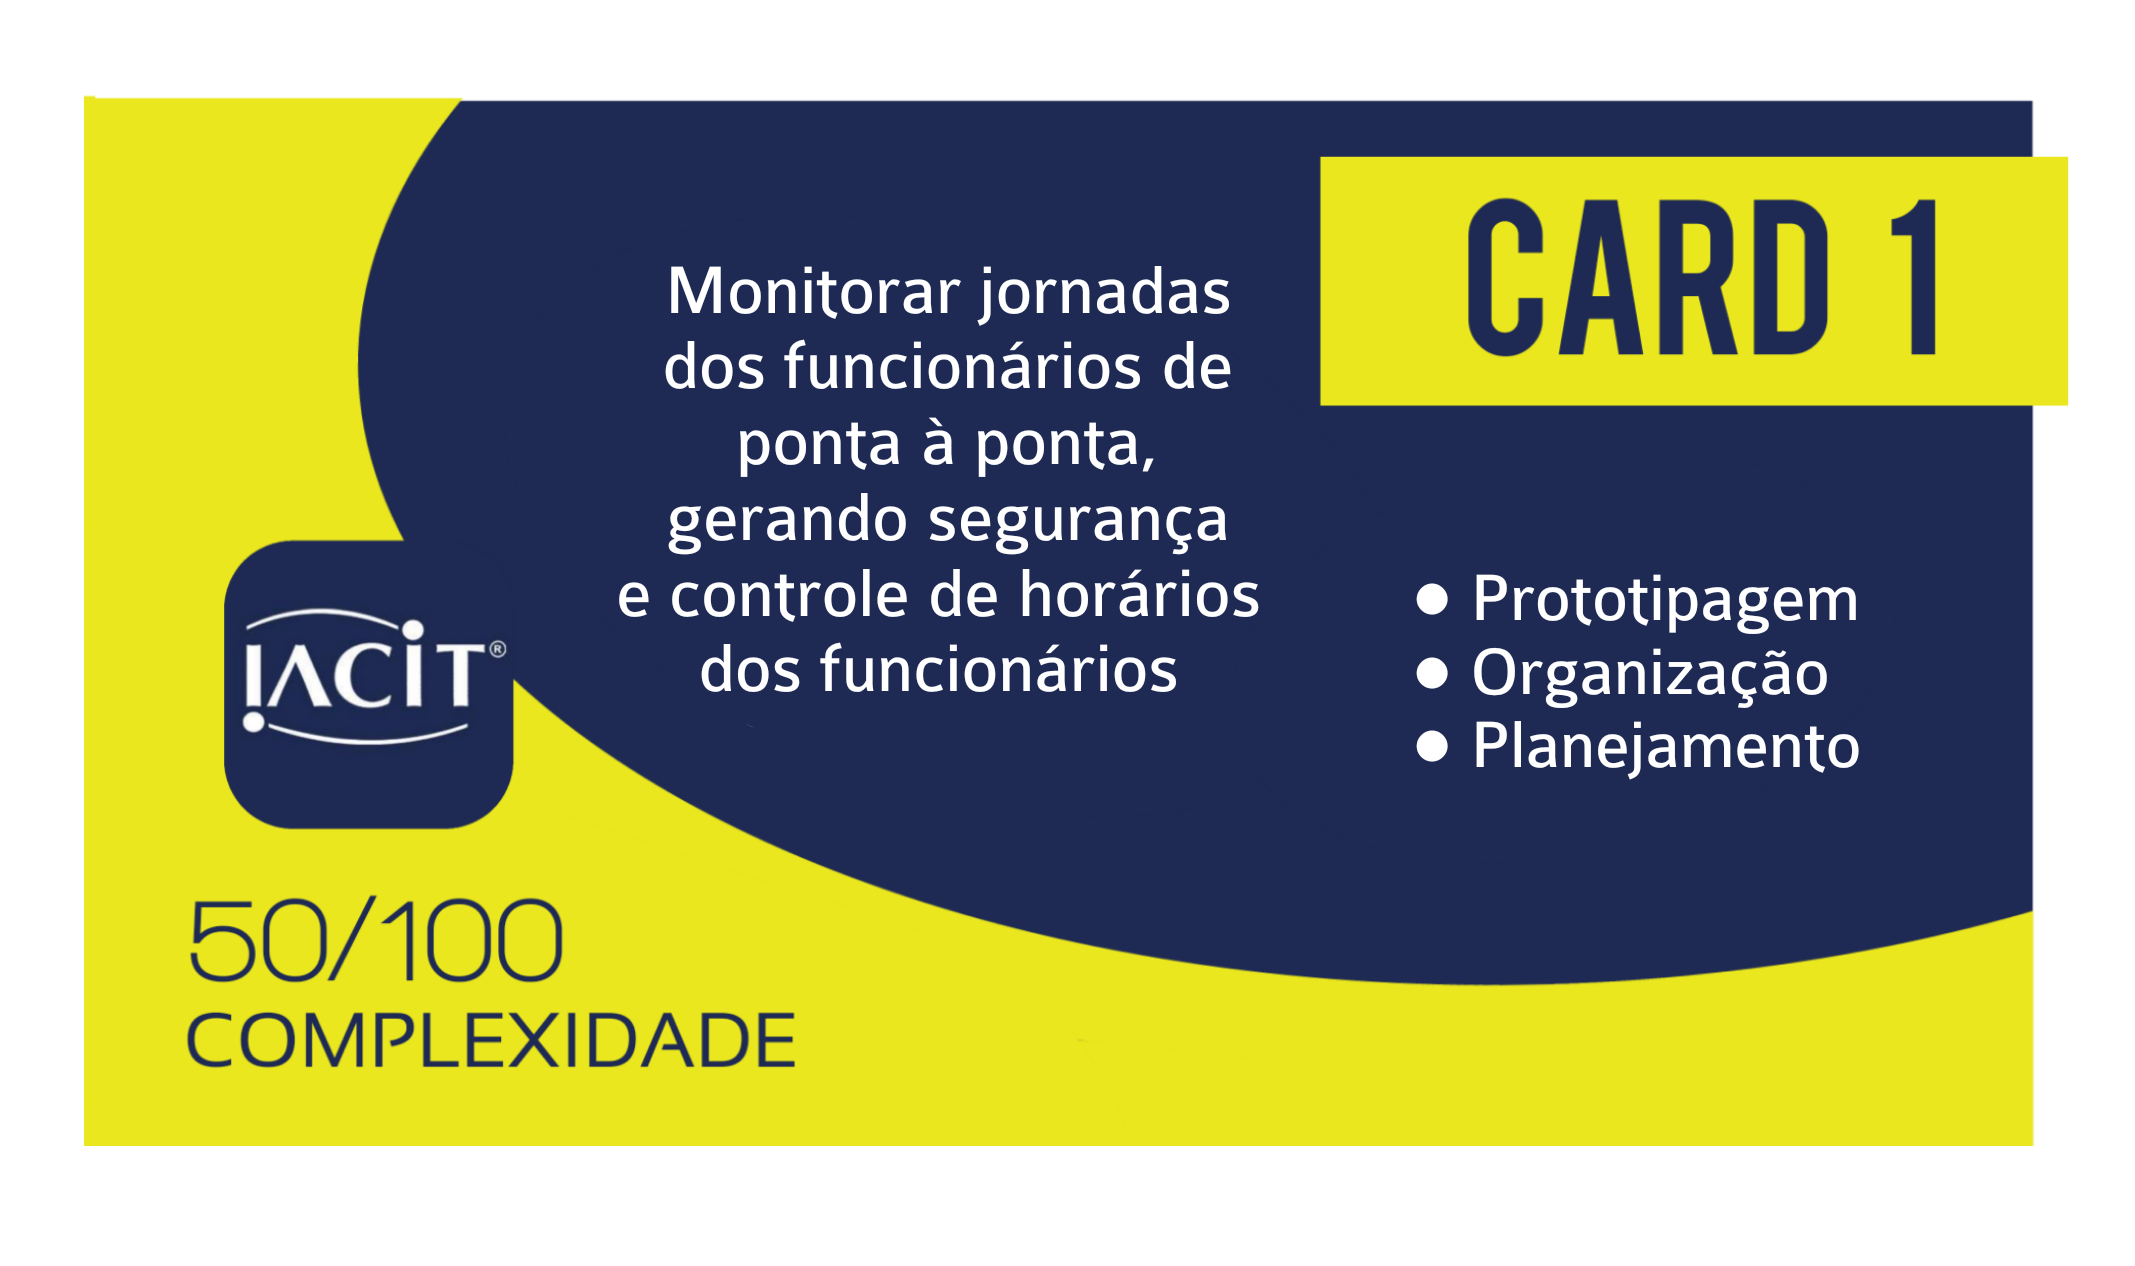 CARD 1
Monitorar jornadas
dos funcionários de
ponta à ponta,
gerando segurança
e controle de horários
dos funcionários
• Prototipagem
• Organização
• Planejamento
IACIT®
50/100
COMPLEXIDADE